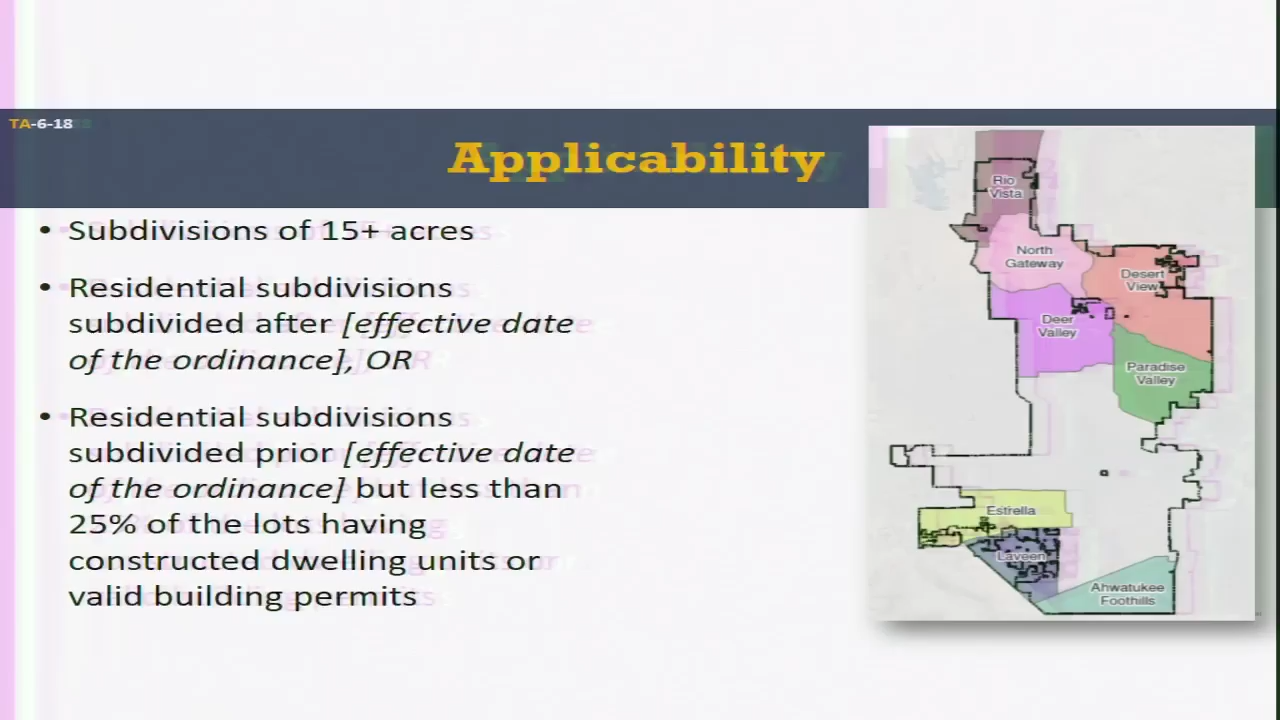 TA-6-18
Applicability
• Subdivisions of 15+ acres
• Residential subdivisions
subdivided after [effective date
of the ordinance], OR
• Residential subdivisions
subdivided prior [effective date
of the ordinance] but less than
25% of the lots having
constructed dwelling units or
valid building permits
Rio
Vista
North
Gateway
Desert
View
Deer
Valley
Paradise
Valley
Estrella
Laveen
Ahwatukee
Foothills